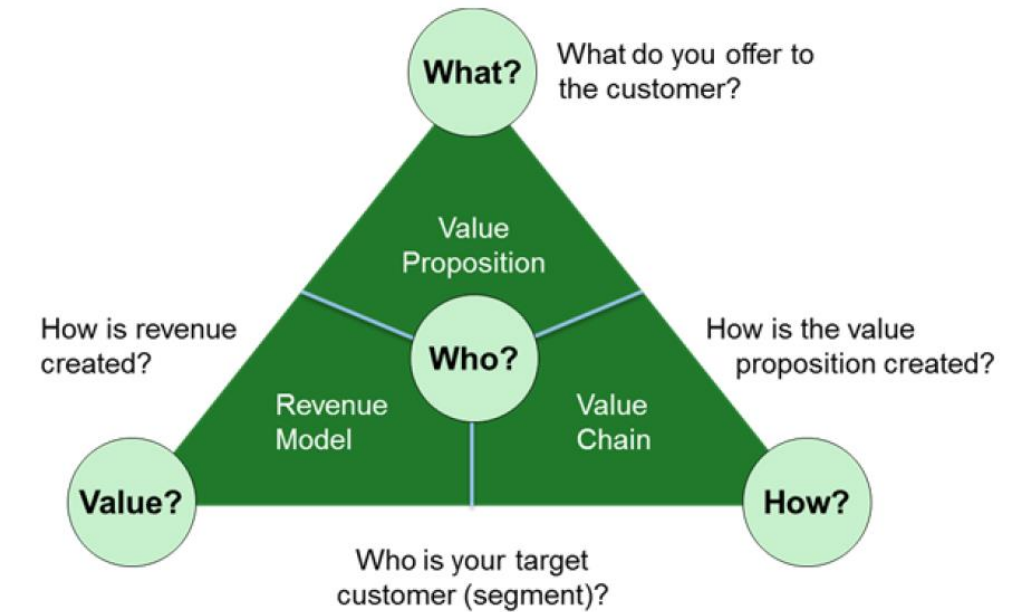 What?
What do you offer to
the customer?
Value
Proposition
How is revenue
created?
Who?
How is the value
proposition created?
Revenue
Model
Value
Chain
Value?
How?
Who is your target
customer (segment)?